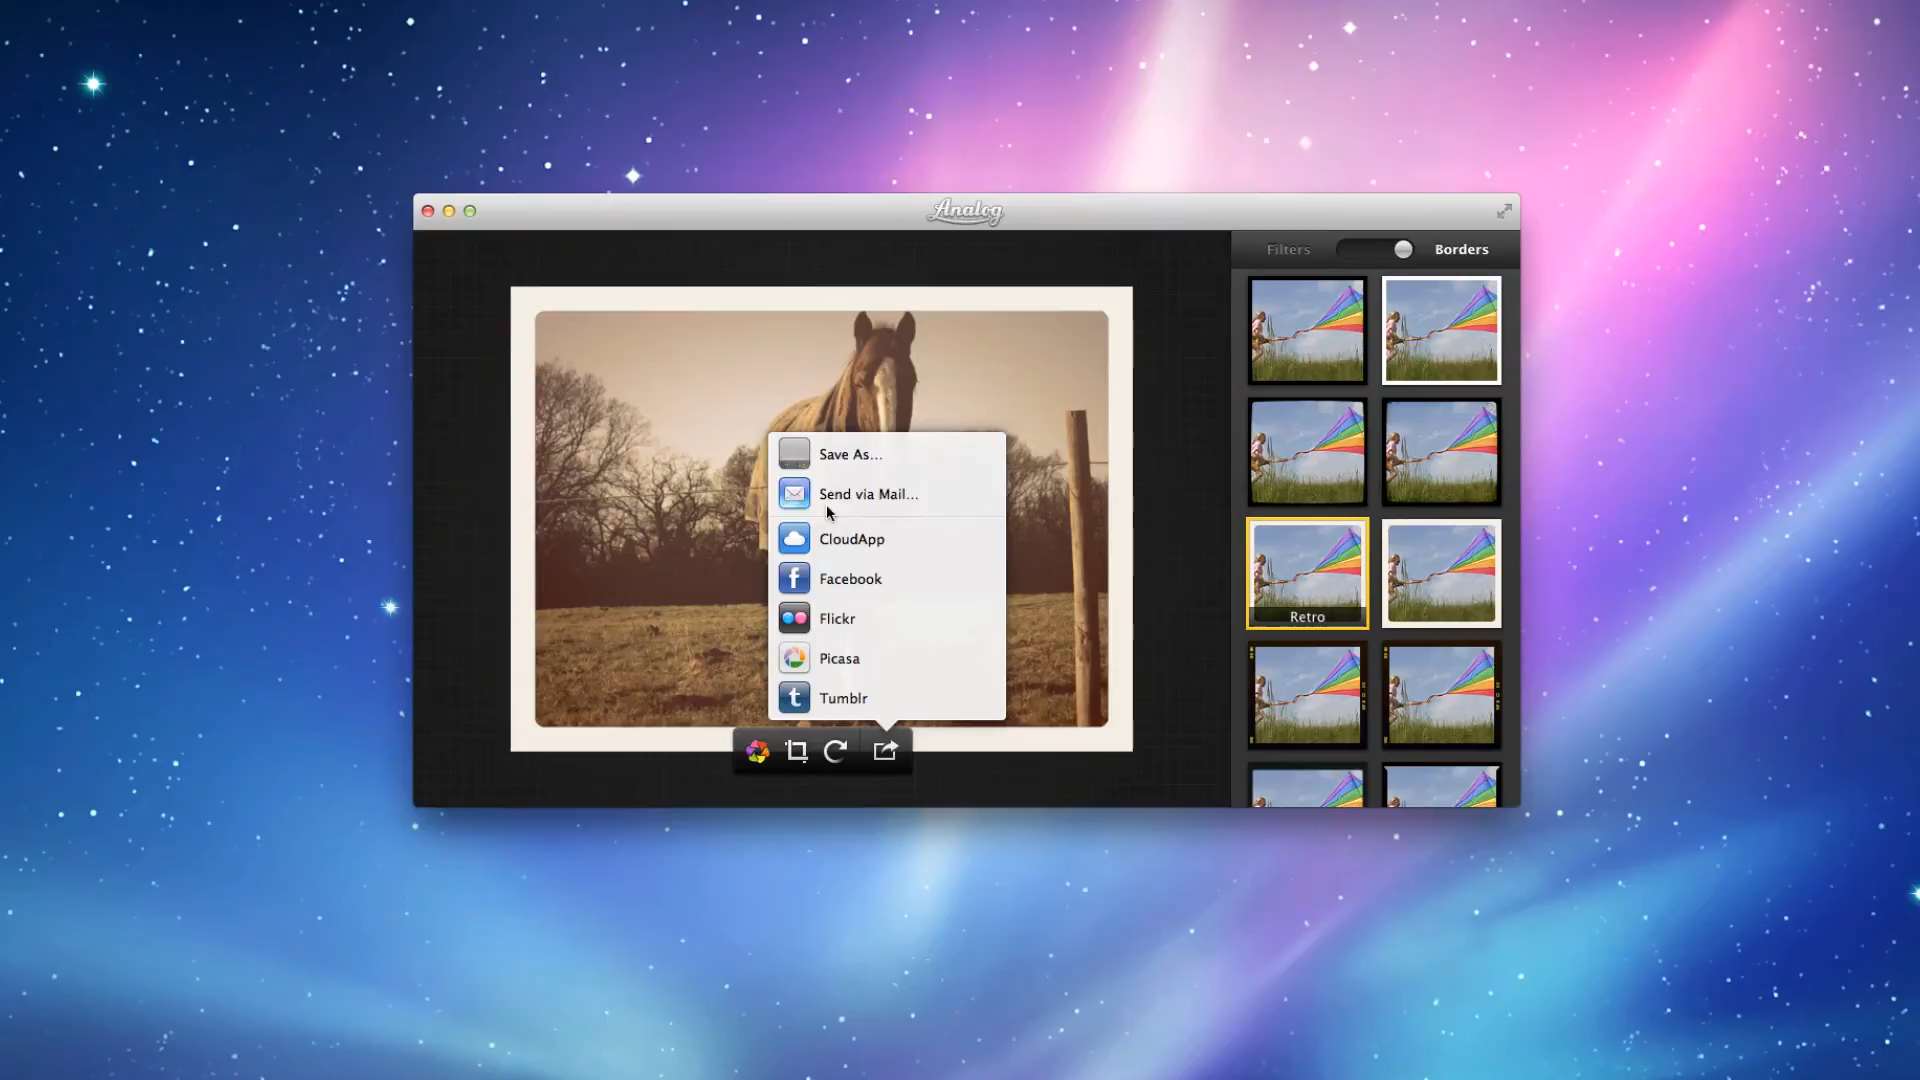 Analog
Filters
Borders
Save As...
Send via Mail...
CloudApp
Facebook
Flickr
Picasa
Tumblr
Retro